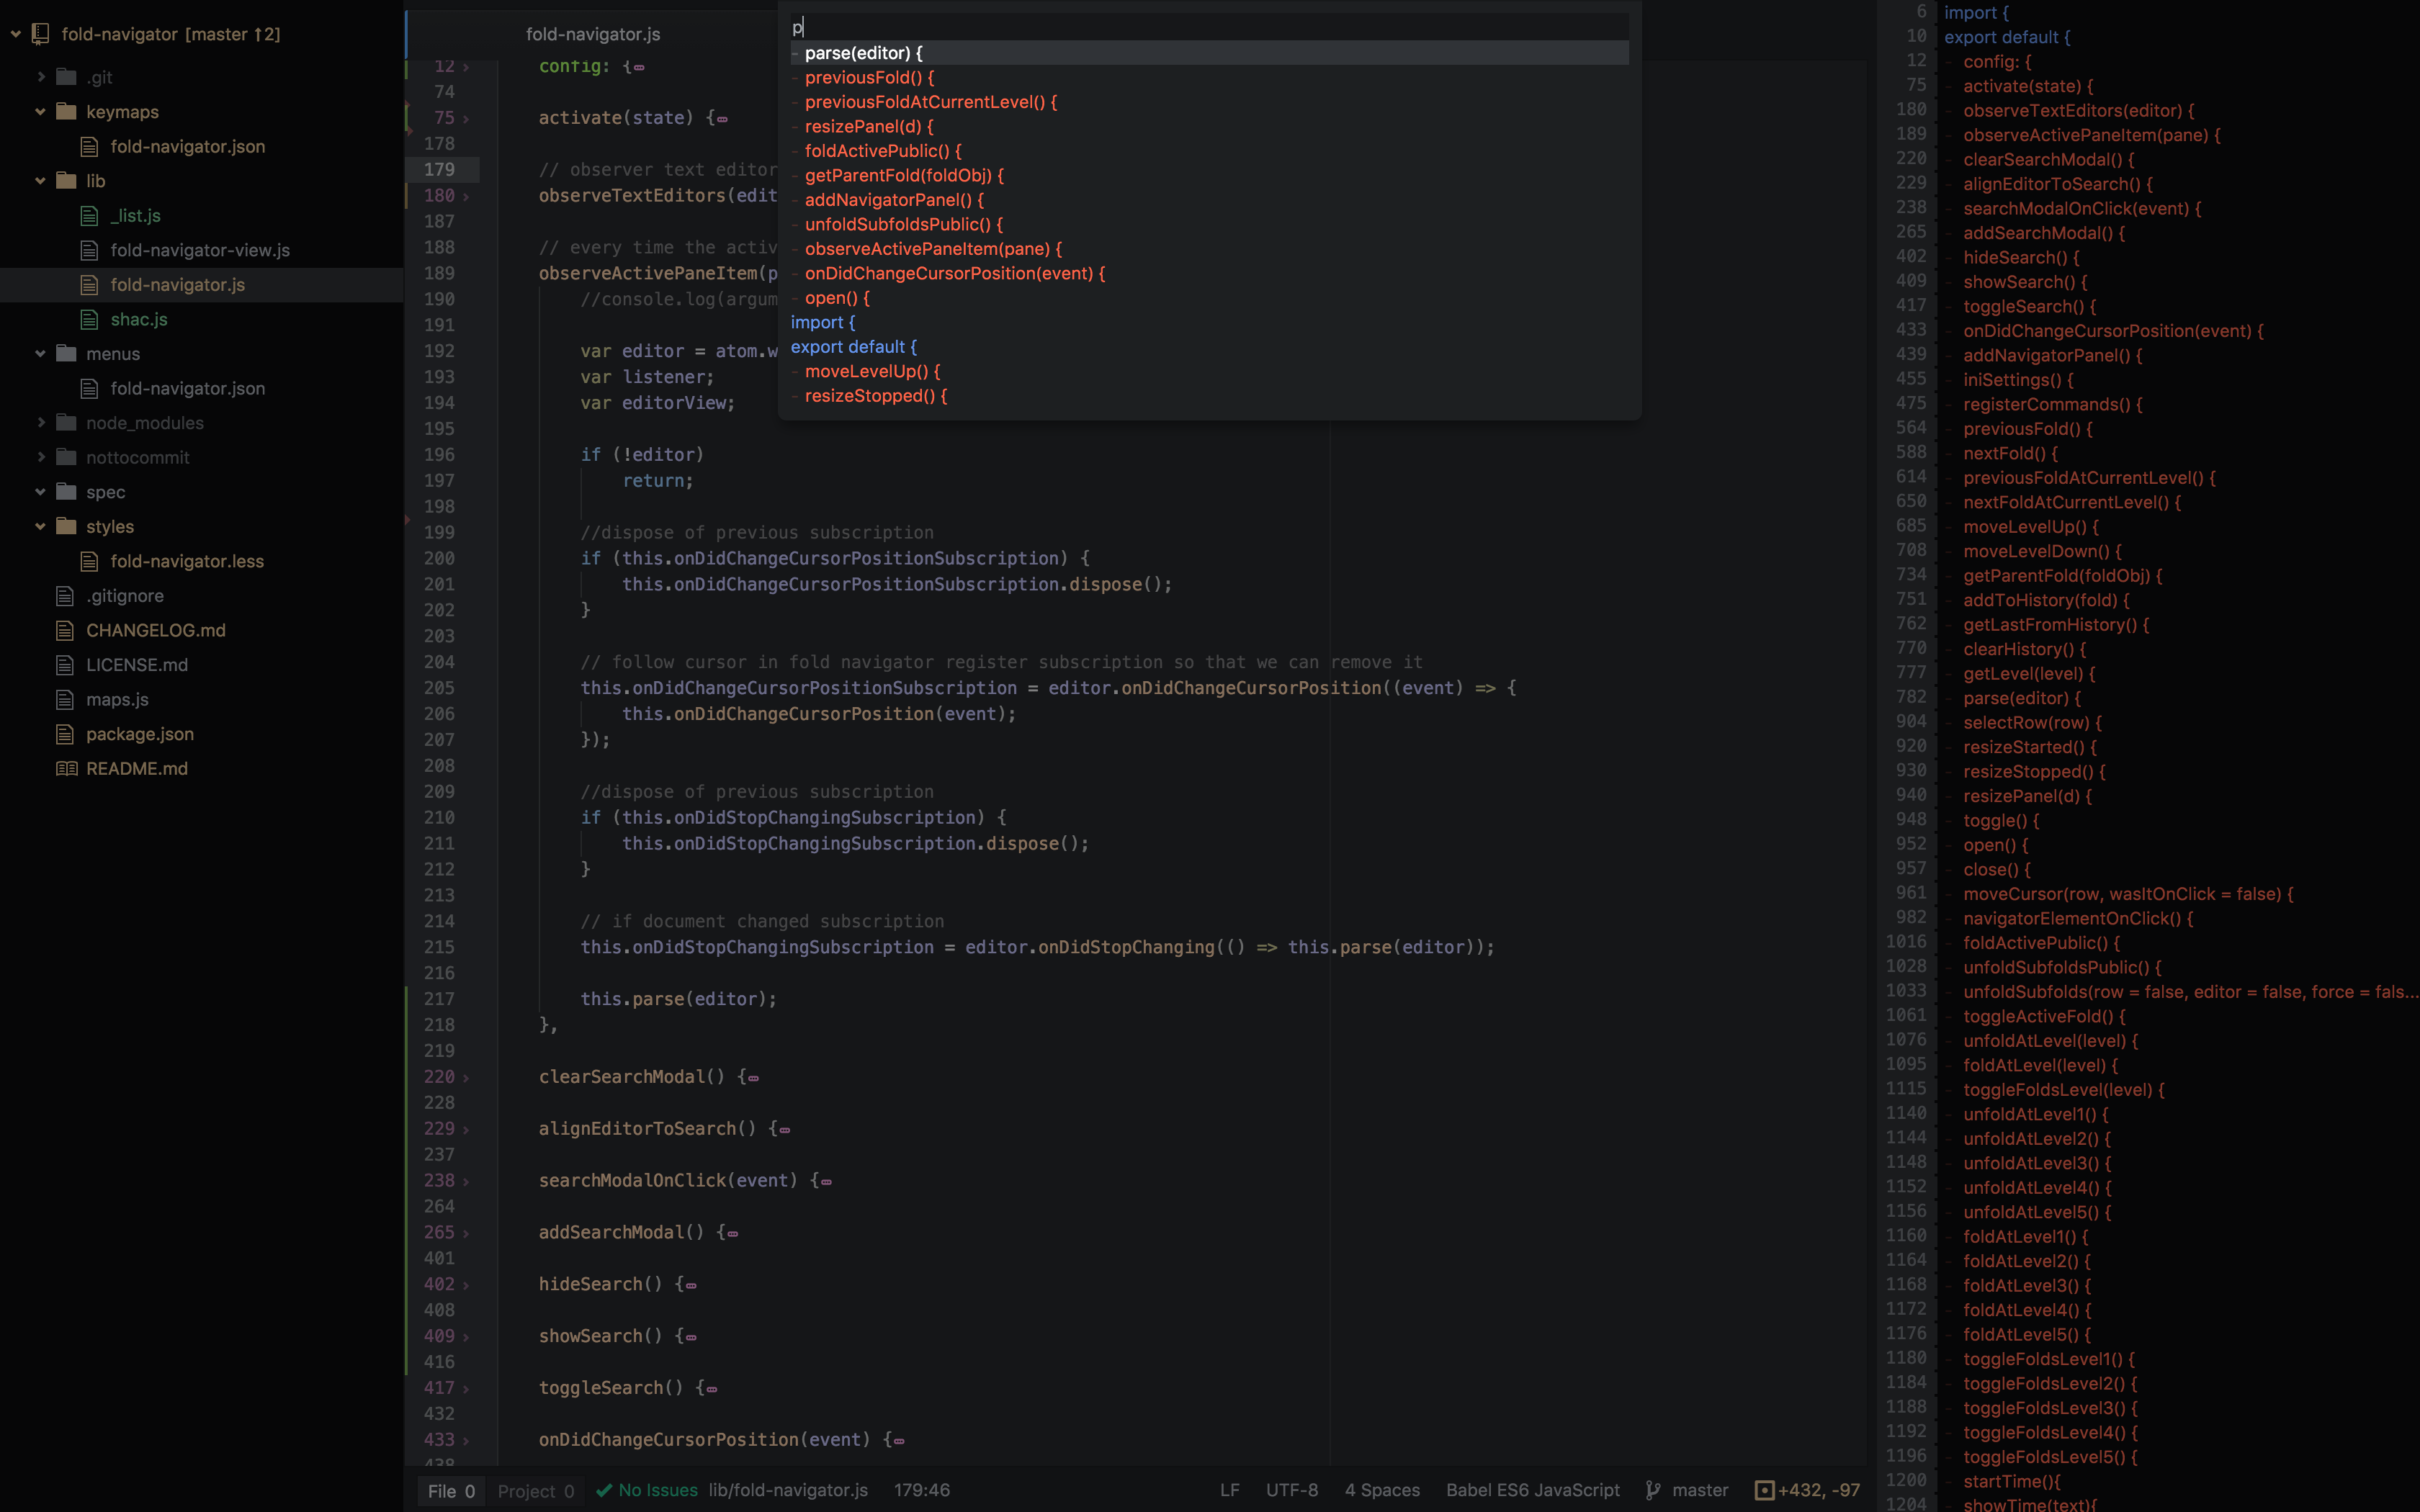 fold-navigator [master ↑2]
.git
keymaps
fold-navigator.json
lib
_list.js
fold-navigator-view.js
fold-navigator.js
shac.js
menus
fold-navigator.json
node_modules
nottocommit
spec
styles
fold-navigator.less
.gitignore
CHANGELOG.md
LICENSE.md
maps.js
package.json
README.md
fold-navigator.js
12 config: {
74
75 activate(state) {
178
179 // observer text editor
180 observeTextEditors(edit
187
188 // every time the activ
189 observeActivePaneItem(p
190 //console.log(argum
191
192 var editor = atom.w
193 var listener;
194 var editorView;
195
196 if (!editor)
197 return;
198
199 //dispose of previous subscription
200 if (this.onDidChangeCursorPositionSubscription) {
201 this.onDidChangeCursorPositionSubscription.dispose();
202 }
203
204 // follow cursor in fold navigator register subscription so that we can remove it
205 this.onDidChangeCursorPositionSubscription = editor.onDidChangeCursorPosition((event) => {
206 this.onDidChangeCursorPosition(event);
207 });
208
209 //dispose of previous subscription
210 if (this.onDidStopChangingSubscription) {
211 this.onDidStopChangingSubscription.dispose();
212 }
213
214 // if document changed subscription
215 this.onDidStopChangingSubscription = editor.onDidStopChanging(() => this.parse(editor));
216
217 this.parse(editor);
218 },
219
220 clearSearchModal() {
228
229 alignEditorToSearch() {
237
238 searchModalOnClick(event) {
264
265 addSearchModal() {
401
402 hideSearch() {
408
409 showSearch() {
416
417 toggleSearch() {
432
433 onDidChangeCursorPosition(event) {
438
p
- parse(editor) {
- previousFold() {
- previousFoldAtCurrentLevel() {
- resizePanel(d) {
- foldActivePublic() {
- getParentFold(foldObj) {
- addNavigatorPanel() {
- unfoldSubfoldsPublic() {
- observeActivePaneItem(pane) {
- onDidChangeCursorPosition(event) {
- open() {
import {
export default {
- moveLevelUp() {
- resizeStopped() {
6 import {
10 export default {
12 - config: {
75 - activate(state) {
180 - observeTextEditors(editor) {
189 - observeActivePaneItem(pane) {
220 - clearSearchModal() {
229 - alignEditorToSearch() {
238 - searchModalOnClick(event) {
265 - addSearchModal() {
402 - hideSearch() {
409 - showSearch() {
417 - toggleSearch() {
433 - onDidChangeCursorPosition(event) {
439 - addNavigatorPanel() {
455 - iniSettings() {
475 - registerCommands() {
564 - previousFold() {
588 - nextFold() {
614 - previousFoldAtCurrentLevel() {
650 - nextFoldAtCurrentLevel() {
685 - moveLevelUp() {
708 - moveLevelDown() {
734 - getParentFold(foldObj) {
751 - addToHistory(fold) {
762 - getLastFromHistory() {
770 - clearHistory() {
777 - getLevel(level) {
782 - parse(editor) {
904 - selectRow(row) {
920 - resizeStarted() {
930 - resizeStopped() {
940 - resizePanel(d) {
948 - toggle() {
952 - open() {
957 - close() {
961 - moveCursor(row, wasItOnClick = false) {
982 - navigatorElementOnClick() {
1016 - foldActivePublic() {
1028 - unfoldSubfoldsPublic() {
1033 - unfoldSubfolds(row = false, editor = false, force = fals...
1061 - toggleActiveFold() {
1076 - unfoldAtLevel(level) {
1095 - foldAtLevel(level) {
1115 - toggleFoldsLevel(level) {
1140 - unfoldAtLevel1() {
1144 - unfoldAtLevel2() {
1148 - unfoldAtLevel3() {
1152 - unfoldAtLevel4() {
1156 - unfoldAtLevel5() {
1160 - foldAtLevel1() {
1164 - foldAtLevel2() {
1168 - foldAtLevel3() {
1172 - foldAtLevel4() {
1176 - foldAtLevel5() {
1180 - toggleFoldsLevel1() {
1184 - toggleFoldsLevel2() {
1188 - toggleFoldsLevel3() {
1192 - toggleFoldsLevel4() {
1196 - toggleFoldsLevel5() {
1200 - startTime(){
1204 - showTime(text){
File 0 Project 0 No Issues lib/fold-navigator.js 179:46 LF UTF-8 4 Spaces Babel ES6 JavaScript master +432, -97